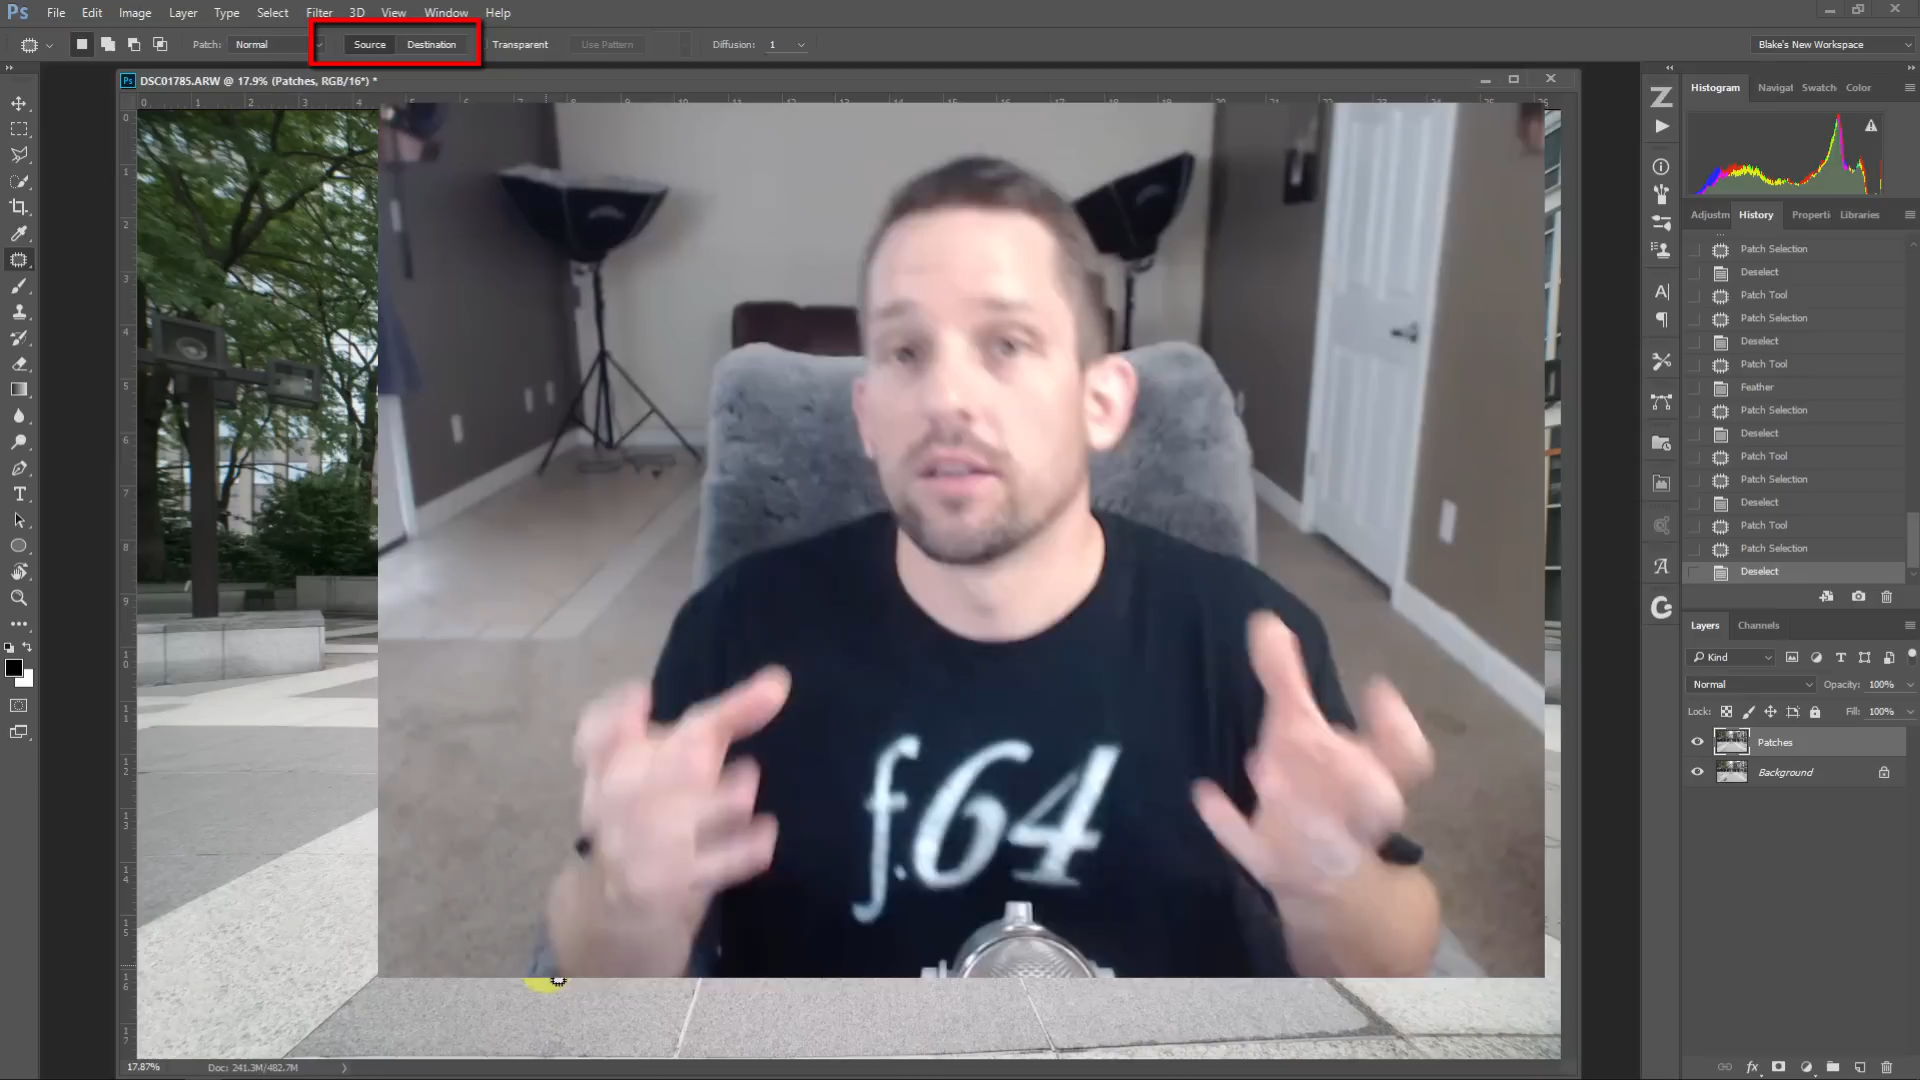 Ps File Edit Image Layer Type Select Filter 3D View Window Help
Patch: Normal Source Destination Transparent Use Pattern Diffusion: 1 Blake's New Workspace
Ps DSC01785.ARW @ 17.9% (Patches, RGB/16*) *
Histogram Navigat Swatch Color
Adjustm History Properti Libraries
Patch Selection
Deselect
Patch Tool
Patch Selection
Deselect
Patch Tool
Feather
Patch Selection
Deselect
Patch Tool
Patch Selection
Deselect
Patch Tool
Patch Selection
Deselect
Layers Channels
Kind
Normal Opacity: 100%
Lock: Fill: 100%
Patches
Background
f.64
17.87% Doc: 241.3M/482.7M